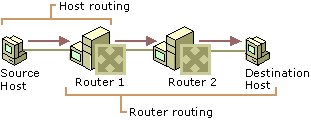 Host routing
Source
Host
Router 1
Router 2
Destination
Host
Router routing